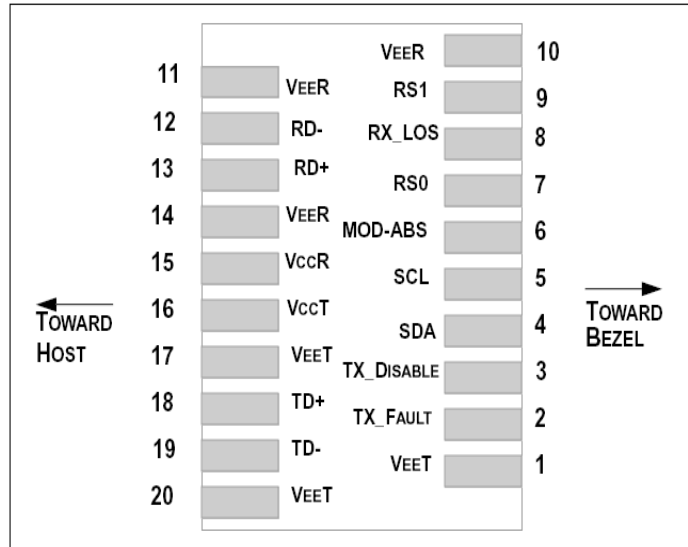 11 VEER
12 RD-
13 RD+
14 VEER
15 VCCR
16 VCCT
17 VEET
18 TD+
19 TD-
20 VEET
VEER 10
RS1 9
RX_LOS 8
RS0 7
MOD-ABS 6
SCL 5
SDA 4
TX_DISABLE 3
TX_FAULT 2
VEET 1
TOWARD
HOST
TOWARD
BEZEL